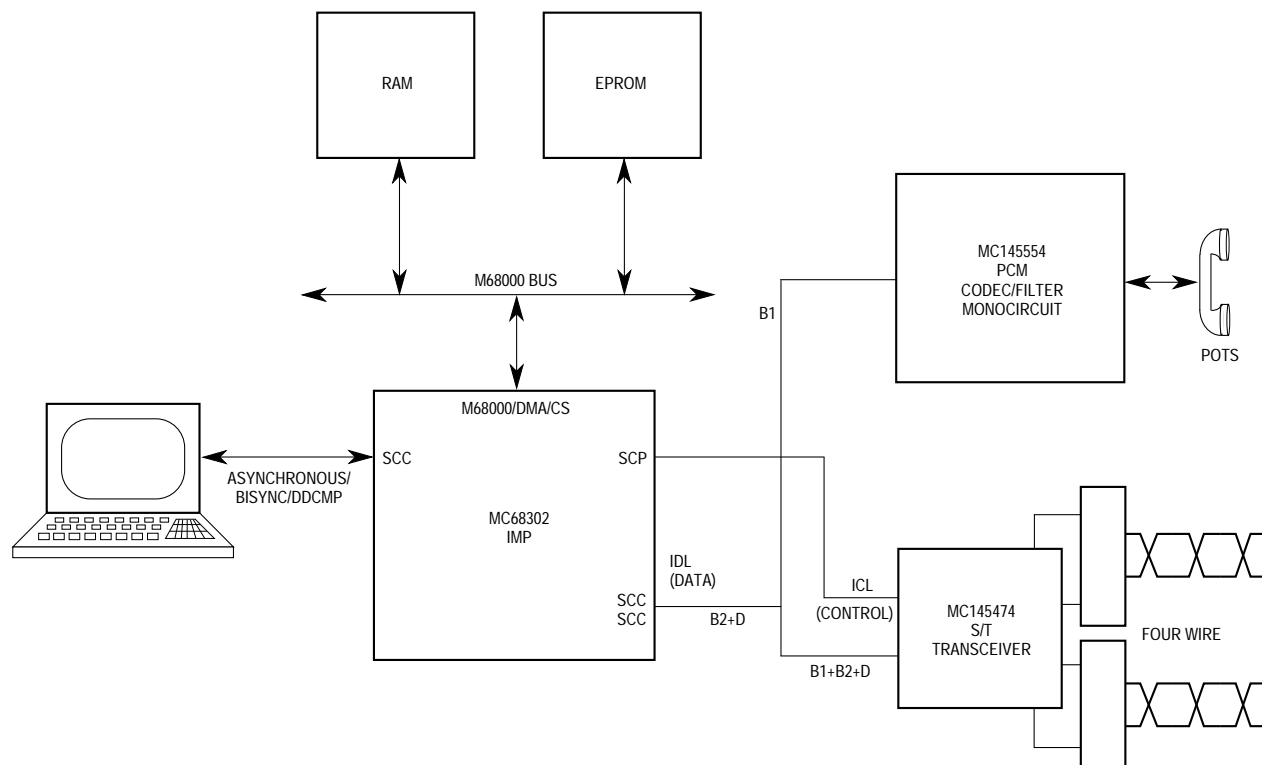 RAM
EPROM
M68000 BUS
MC145554
PCM
CODEC/FILTER
MONOCIRCUIT
B1
POTS
M68000/DMA/CS
SCC
SCP
ASYNCHRONOUS/
BISYNC/DDCMP
MC68302
IMP
IDL
(DATA)
SCC
SCC
B2+D
ICL
(CONTROL)
B1+B2+D
MC145474
S/T
TRANSCEIVER
FOUR WIRE